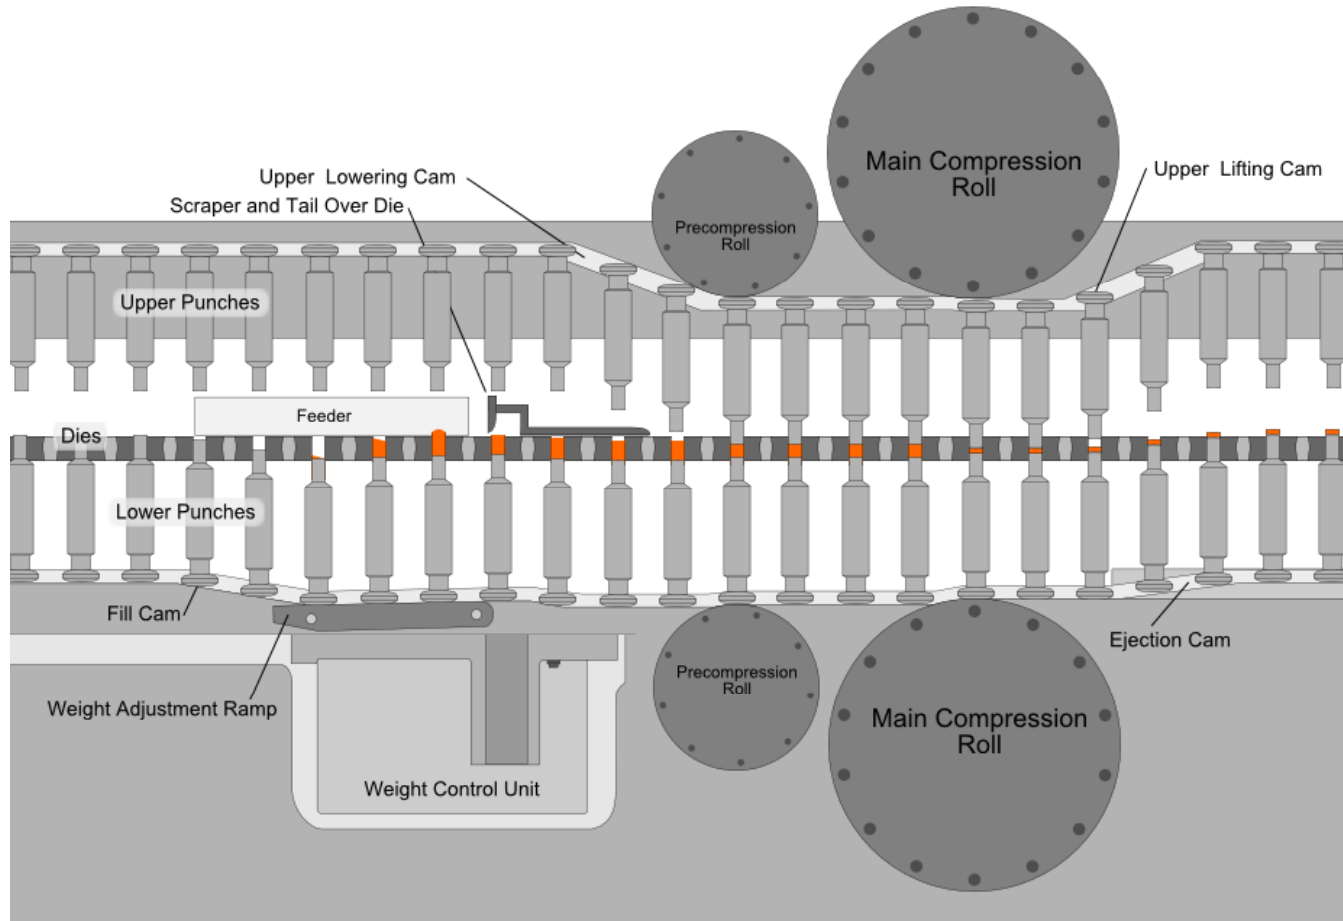 Main Compression
Roll
Upper Lowering Cam
Upper Lifting Cam
Scraper and Tail Over Die
Precompression
Roll
Upper Punches
Feeder
Dies
Lower Punches
Fill Cam
Ejection Cam
Precompression
Roll
Weight Adjustment Ramp
Main Compression
Roll
Weight Control Unit